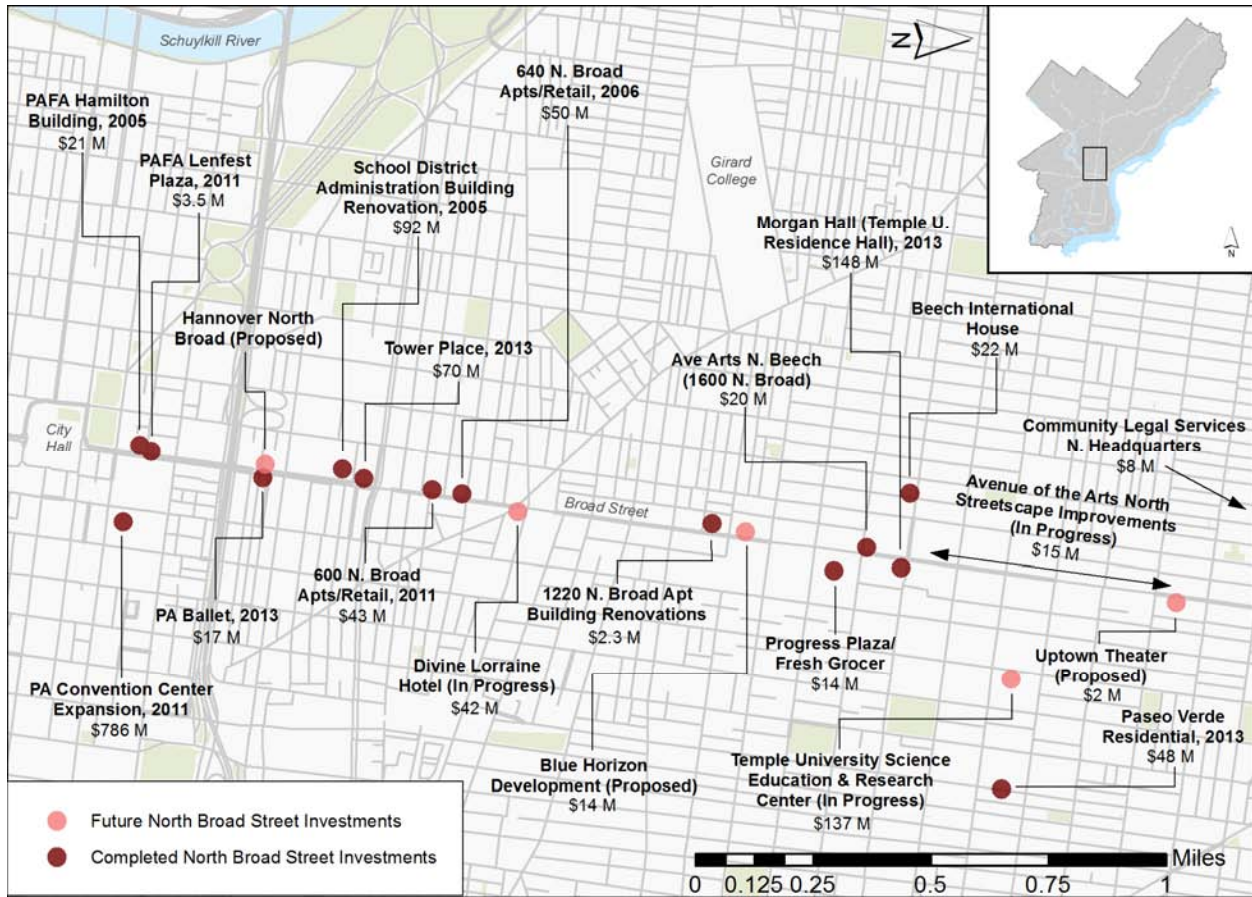 Schuylkill River
N
PAFA Hamilton
Building, 2005
$21 M
PAFA Lenfest
Plaza, 2011
$3.5 M
School District
Administration Building
Renovation, 2005
$92 M
640 N. Broad
Apts/Retail, 2006
$50 M
Girard
College
Morgan Hall (Temple U.
Residence Hall), 2013
$148 M
N
Hannover North
Broad (Proposed)
Tower Place, 2013
$70 M
Ave Arts N. Beech
(1600 N. Broad)
$20 M
Beech International
House
$22 M
Community Legal Services
N. Headquarters
$8 M
City
Hall
Broad Street
Avenue of the Arts North
Streetscape Improvements
(In Progress)
$15 M
PA Convention Center
Expansion, 2011
$786 M
PA Ballet, 2013
$17 M
600 N. Broad
Apts/Retail, 2011
$43 M
Divine Lorraine
Hotel (In Progress)
$42 M
1220 N. Broad Apt
Building Renovations
$2.3 M
Blue Horizon
Development (Proposed)
$14 M
Progress Plaza/
Fresh Grocer
$14 M
Temple University Science
Education & Research
Center (In Progress)
$137 M
Uptown Theater
(Proposed)
$2 M
Paseo Verde
Residential, 2013
$48 M
Future North Broad Street Investments
Completed North Broad Street Investments
Miles
0 0.125 0.25 0.5 0.75 1